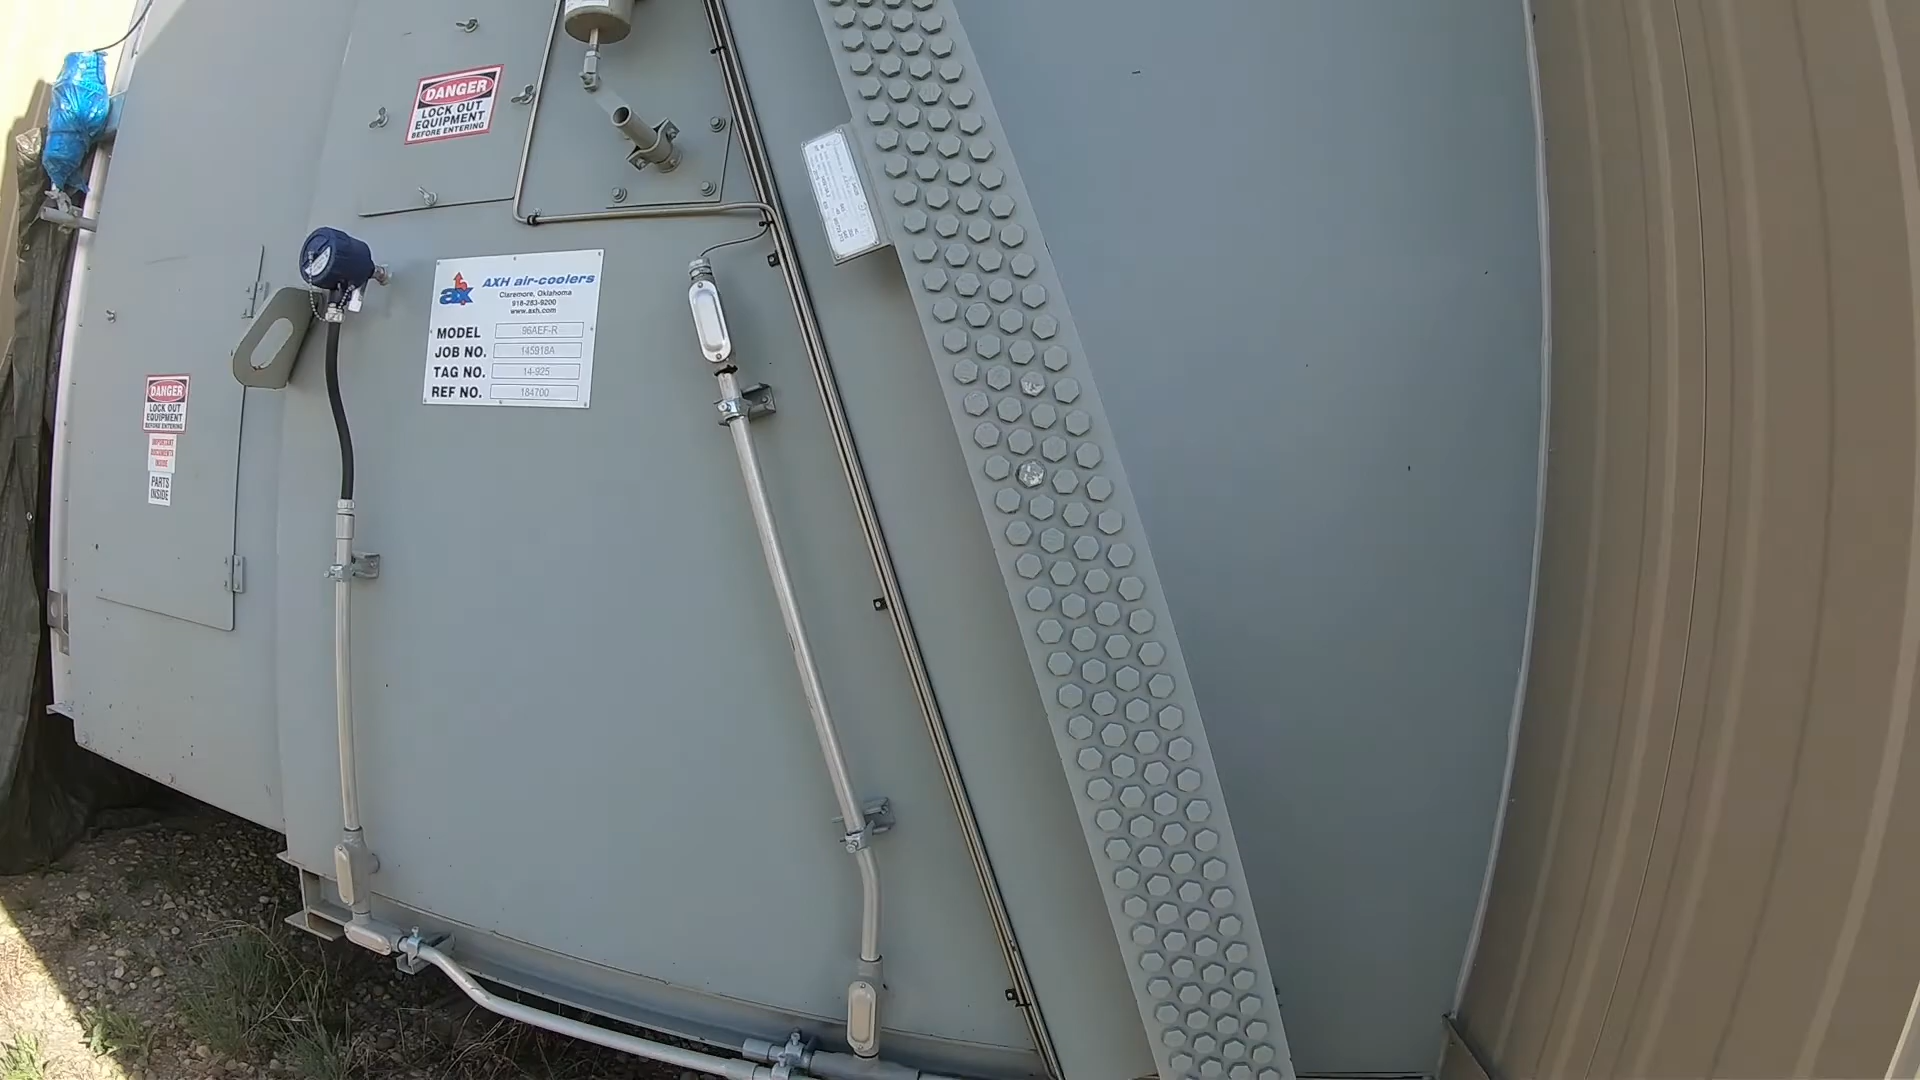 DANGER
LOCK OUT
EQUIPMENT
BEFORE ENTERING
ax
AXH air-coolers
Claremore, Oklahoma
918-283-9200
www.axh.com
MODEL 96AEF-R
JOB NO. 145918A
TAG NO. 14-925
REF NO. 184700
DANGER
LOCK OUT
EQUIPMENT
BEFORE ENTERING
IMPORTANT
DOCUMENTS
INSIDE
PARTS
INSIDE